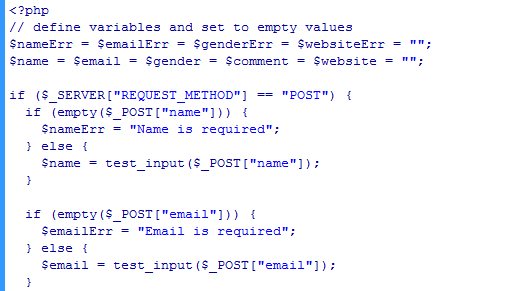 <?php
// define variables and set to empty values
$nameErr = $emailErr = $genderErr = $websiteErr = "";
$name = $email = $gender = $comment = $website = "";

if ($_SERVER["REQUEST_METHOD"] == "POST") {
  if (empty($_POST["name"])) {
    $nameErr = "Name is required";
  } else {
    $name = test_input($_POST["name"]);
  }

  if (empty($_POST["email"])) {
    $emailErr = "Email is required";
  } else {
    $email = test_input($_POST["email"]);
  }